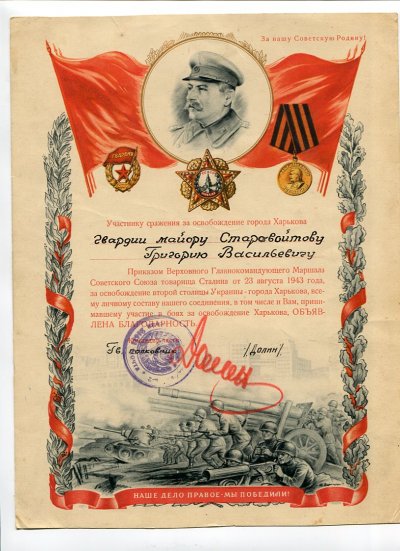 За нашу Советскую Родину!
ГВАРДИЯ
Участнику сражения за освобождение города Харькова
гвардии майору Старовойтову
Григорию Васильевичу
Приказом Верховного Главнокомандующего Маршала
Советского Союза товарища Сталина от 23 августа 1943 года,
за освобождение второй столицы Украины - города Харькова, все-
му личному составу нашего соединения, в том числе и Вам, прини-
мавшему участие в боях за освобождение Харькова, ОБЪЯВ-
ЛЕНА БЛАГОДАРНОСТЬ.
Гв. полковник /Долин/
НАШЕ ДЕЛО ПРАВОЕ - МЫ ПОБЕДИЛИ!